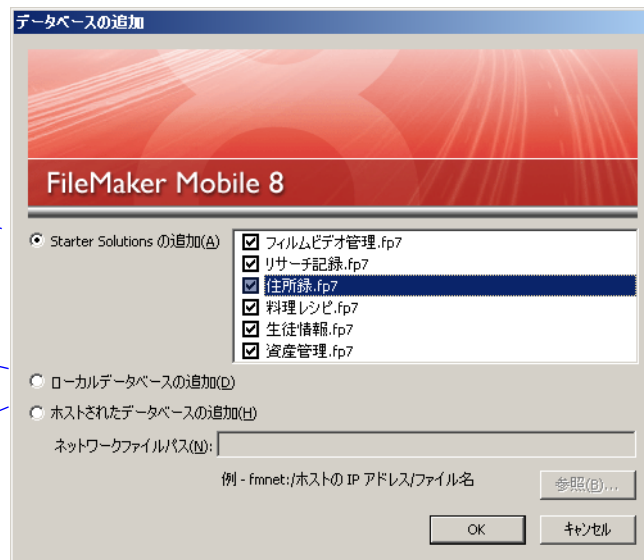 データベースの追加
FileMaker Mobile 8
Starter Solutions の追加(A)
フィルムビデオ管理.fp7
リサーチ記録.fp7
住所録.fp7
料理レシピ.fp7
生徒情報.fp7
資産管理.fp7
ローカルデータベースの追加(D)
ホストされたデータベースの追加(H)
ネットワークファイルパス(N):
例 - fmnet:/ホストの IP アドレス/ファイル名
参照(B)...
OK
キャンセル